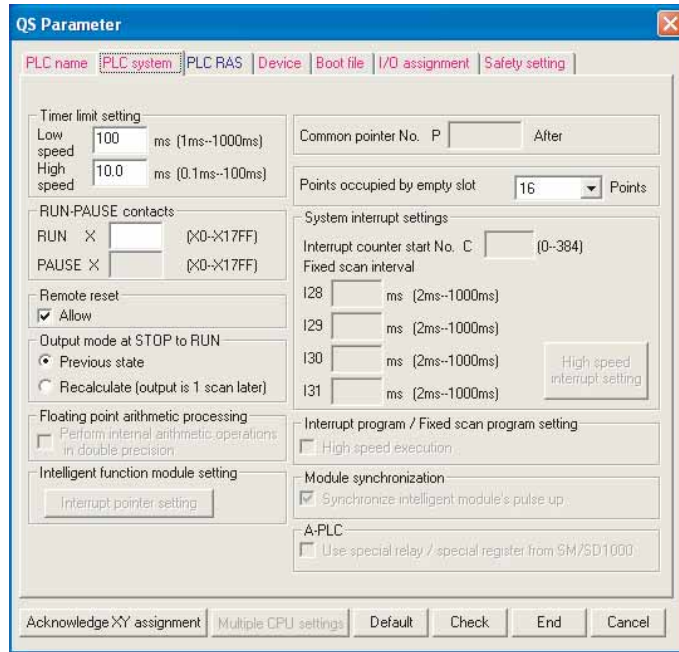 QS Parameter
PLC name PLC system PLC RAS Device Boot file I/O assignment Safety setting
Timer limit setting
Low speed 100 ms (1ms--1000ms)
High speed 10.0 ms (0.1ms--100ms)
RUN-PAUSE contacts
RUN X (X0--X17FF)
PAUSE X (X0--X17FF)
Remote reset
Allow
Output mode at STOP to RUN
Previous state
Recalculate (output is 1 scan later)
Floating point arithmetic processing
Perform internal arithmetic operations
in double precision
Intelligent function module setting
Interrupt pointer setting
Common pointer No. P After
Points occupied by empty slot 16 Points
System interrupt settings
Interrupt counter start No. C (0--384)
Fixed scan interval
I28 ms (2ms--1000ms)
I29 ms (2ms--1000ms)
I30 ms (2ms--1000ms)
I31 ms (2ms--1000ms)
High speed
interrupt setting
Interrupt program / Fixed scan program setting
High speed execution
Module synchronization
Synchronize intelligent module's pulse up
A-PLC
Use special relay / special register from SM/SD1000
Acknowledge XY assignment Multiple CPU settings Default Check End Cancel